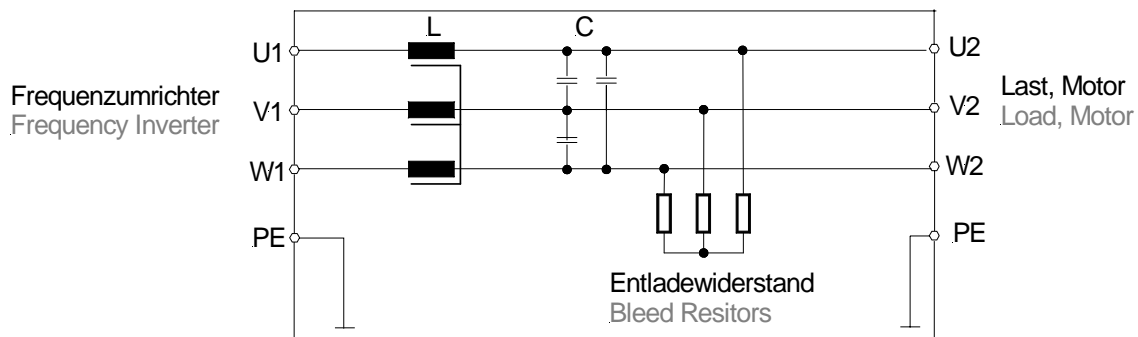 L
C
U1
U2
Frequenzumrichter
Frequency Inverter
V1
V2
Last, Motor
Load, Motor
W1
W2
PE
PE
Entladewiderstand
Bleed Resitors